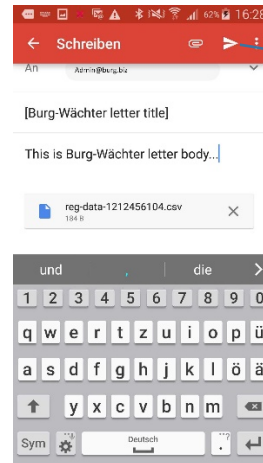 62% 16:28
Schreiben
An Admin@burg.biz
[Burg-Wächter letter title]
This is Burg-Wächter letter body...
reg-data-1212456104.csv
184 B
und , die
1 2 3 4 5 6 7 8 9 0
q w e r t z u i o p ü
a s d f g h j k l ö ä
y x c v b n m
Sym Deutsch .